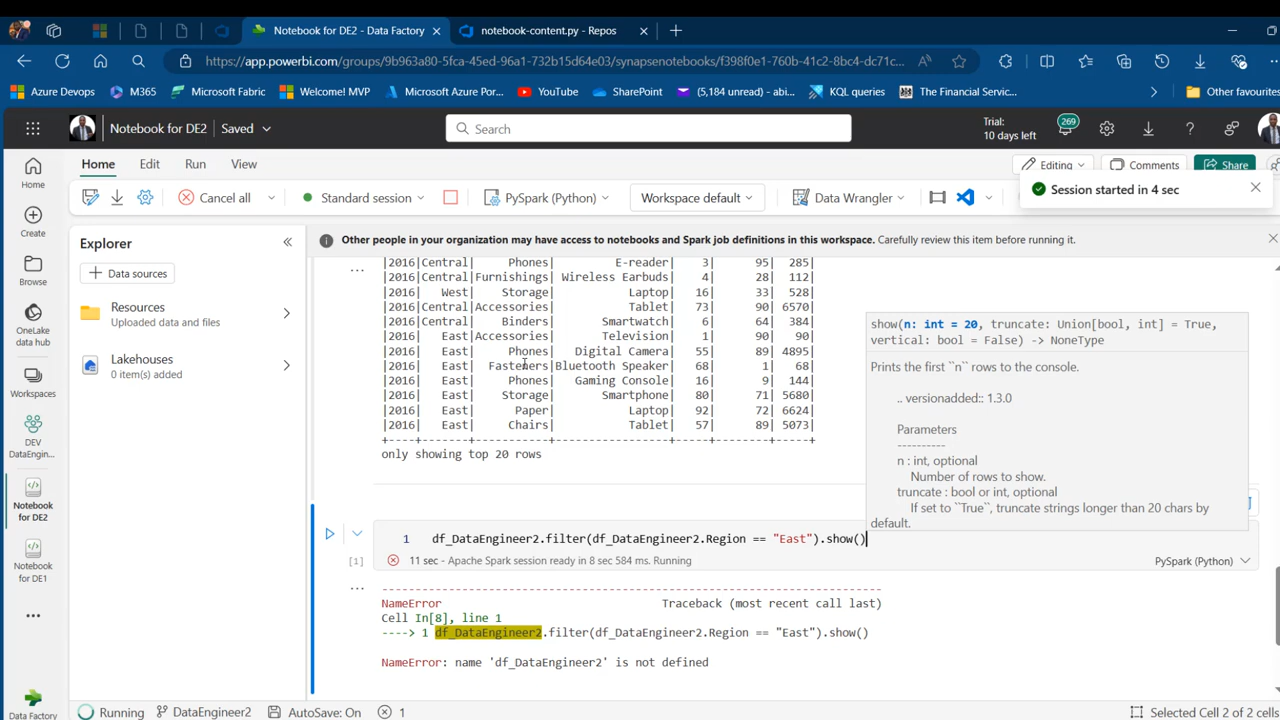 Notebook for DE2 - Data Factory
notebook-content.py - Repos
https://app.powerbi.com/groups/9b963a80-5fca-45ed-96a1-732b15d64e03/synapsenotebooks/f398f0e1-760b-41c2-8bc4-dc71c...
Azure Devops
M365
Microsoft Fabric
Welcome! MVP
Microsoft Azure Por...
YouTube
SharePoint
(5,184 unread) - abi...
KQL queries
The Financial Servic...
Other favourites
Notebook for DE2
Saved
Search
Trial:
10 days left
269
Home
Edit
Run
View
Editing
Comments
Share
Session started in 4 sec
Cancel all
Standard session
PySpark (Python)
Workspace default
Data Wrangler
Home
Create
Browse
OneLake
data hub
Workspaces
DEV
DataEngin...
Notebook
for DE2
Notebook
for DE1
Data Factory
Explorer
Data sources
Resources
Uploaded data and files
Lakehouses
0 item(s) added
Other people in your organization may have access to notebooks and Spark job definitions in this workspace. Carefully review this item before running it.
|2016|Central|     Phones|         E-reader|   3|     95| 285|
|2016|Central|Furnishings| Wireless Earbuds|   4|     28| 112|
|2016|   West|    Storage|           Laptop|  16|     33| 528|
|2016|Central|Accessories|           Tablet|  73|     90|6570|
|2016|Central|    Binders|       Smartwatch|   6|     64| 384|
|2016|   East|Accessories|       Television|   1|     90|  90|
|2016|   East|     Phones|   Digital Camera|  55|     89|4895|
|2016|   East|  Fasteners|Bluetooth Speaker|  68|      1|  68|
|2016|   East|     Phones|   Gaming Console|  16|      9| 144|
|2016|   East|    Storage|       Smartphone|  80|     71|5680|
|2016|   East|      Paper|           Laptop|  92|     72|6624|
|2016|   East|     Chairs|           Tablet|  57|     89|5073|
+----+-------+-----------+-----------------+----+-------+----+
only showing top 20 rows
show(n: int = 20, truncate: Union[bool, int] = True,
vertical: bool = False) -> NoneType
Prints the first ``n`` rows to the console.
.. versionadded:: 1.3.0
Parameters
----------
n : int, optional
Number of rows to show.
truncate : bool or int, optional
If set to ``True``, truncate strings longer than 20 chars by
default.
1 df_DataEngineer2.filter(df_DataEngineer2.Region == "East").show()
[1]
11 sec - Apache Spark session ready in 8 sec 584 ms. Running
PySpark (Python)
---------------------------------------------------------------------------
NameError                                 Traceback (most recent call last)
Cell In[8], line 1
----> 1 df_DataEngineer2.filter(df_DataEngineer2.Region == "East").show()
NameError: name 'df_DataEngineer2' is not defined
Running
DataEngineer2
AutoSave: On
1
Selected Cell 2 of 2 cells